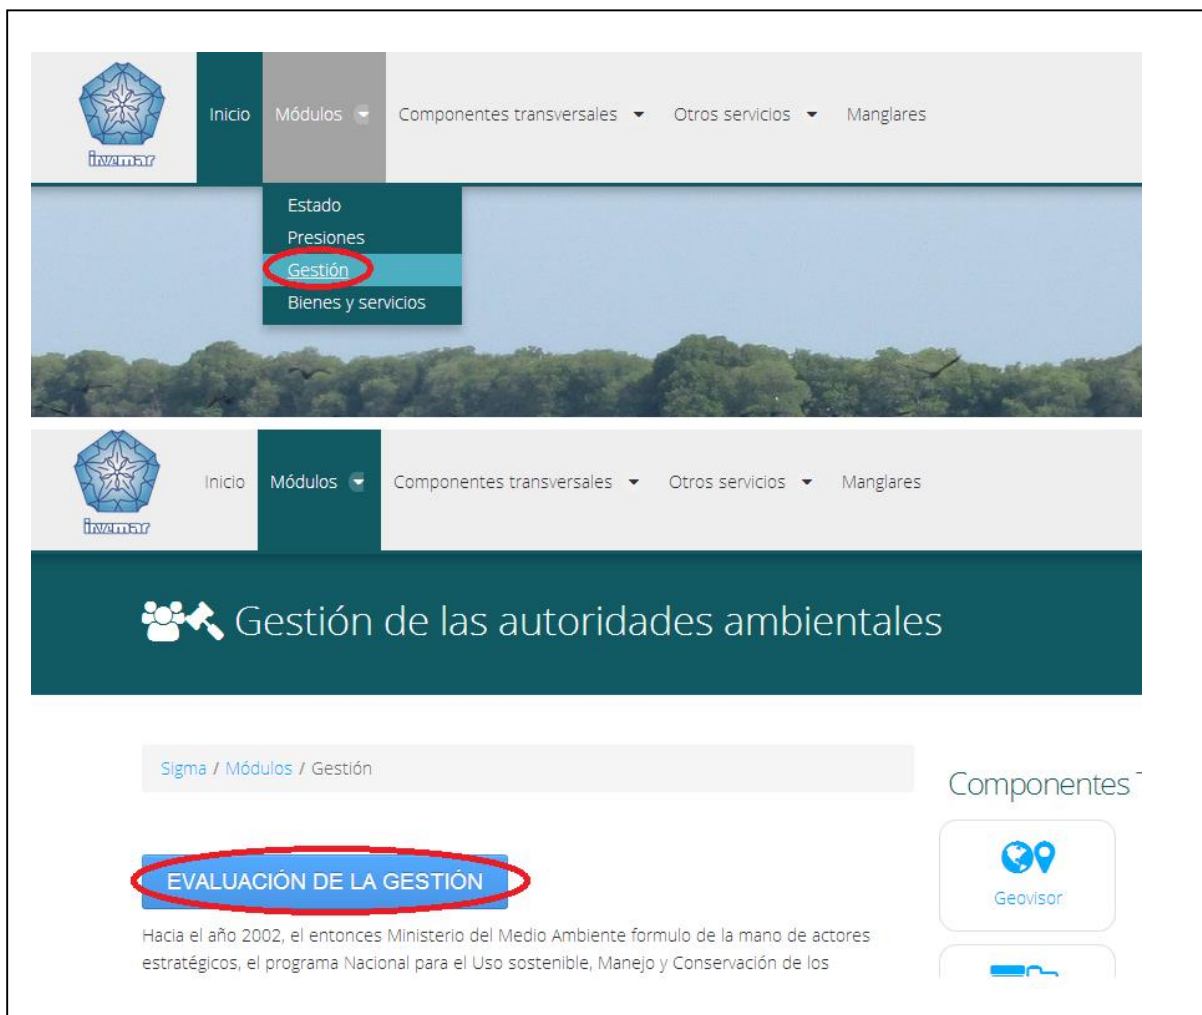 invemar
Inicio Módulos Componentes transversales Otros servicios Manglares
Estado
Presiones
Gestión
Bienes y servicios
invemar
Inicio Módulos Componentes transversales Otros servicios Manglares
Gestión de las autoridades ambientales
Sigma / Módulos / Gestión
Componentes
EVALUACIÓN DE LA GESTIÓN
Geovisor
Hacia el año 2002, el entonces Ministerio del Medio Ambiente formulo de la mano de actores
estratégicos, el programa Nacional para el Uso sostenible, Manejo y Conservación de los